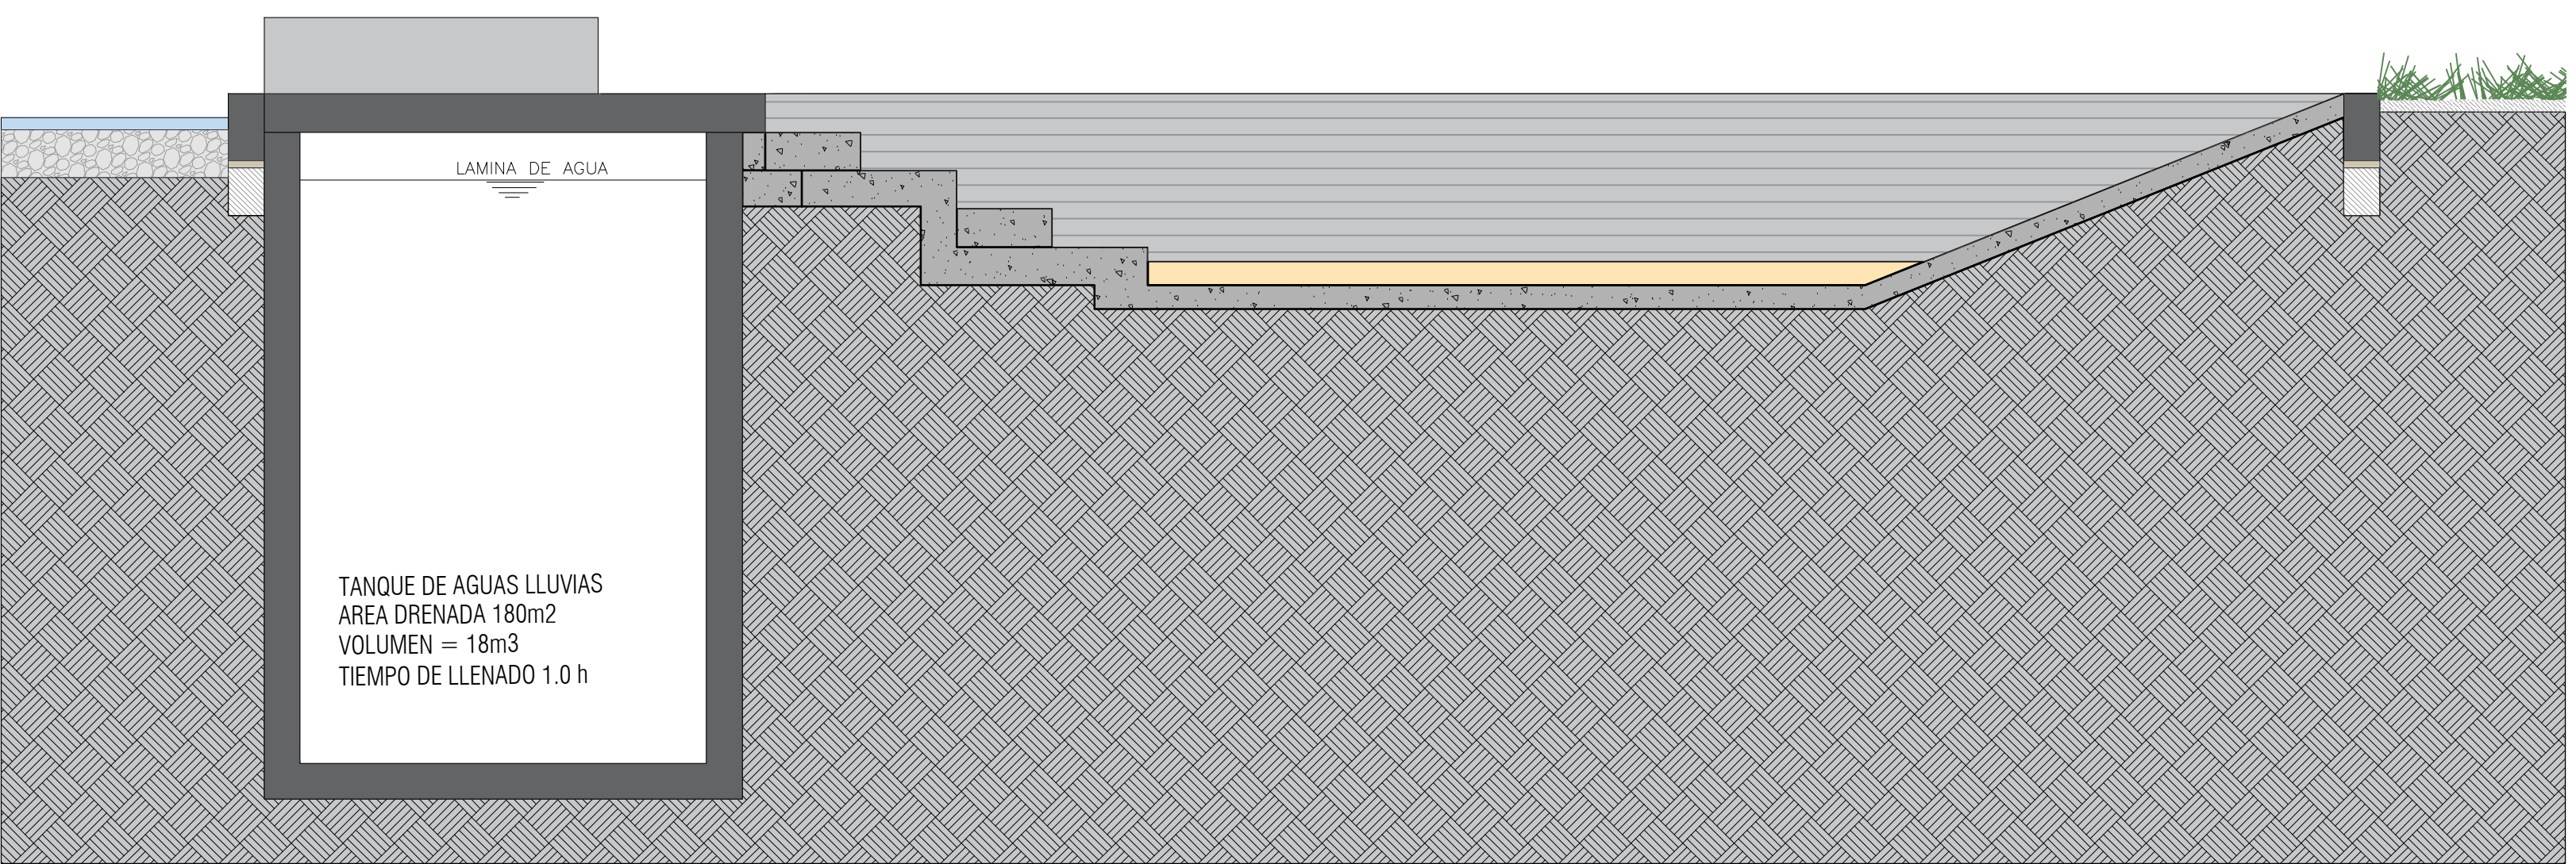 LAMINA DE AGUA
TANQUE DE AGUAS LLUVIAS
AREA DRENADA 180m2
VOLUMEN = 18m3
TIEMPO DE LLENADO 1.0 h